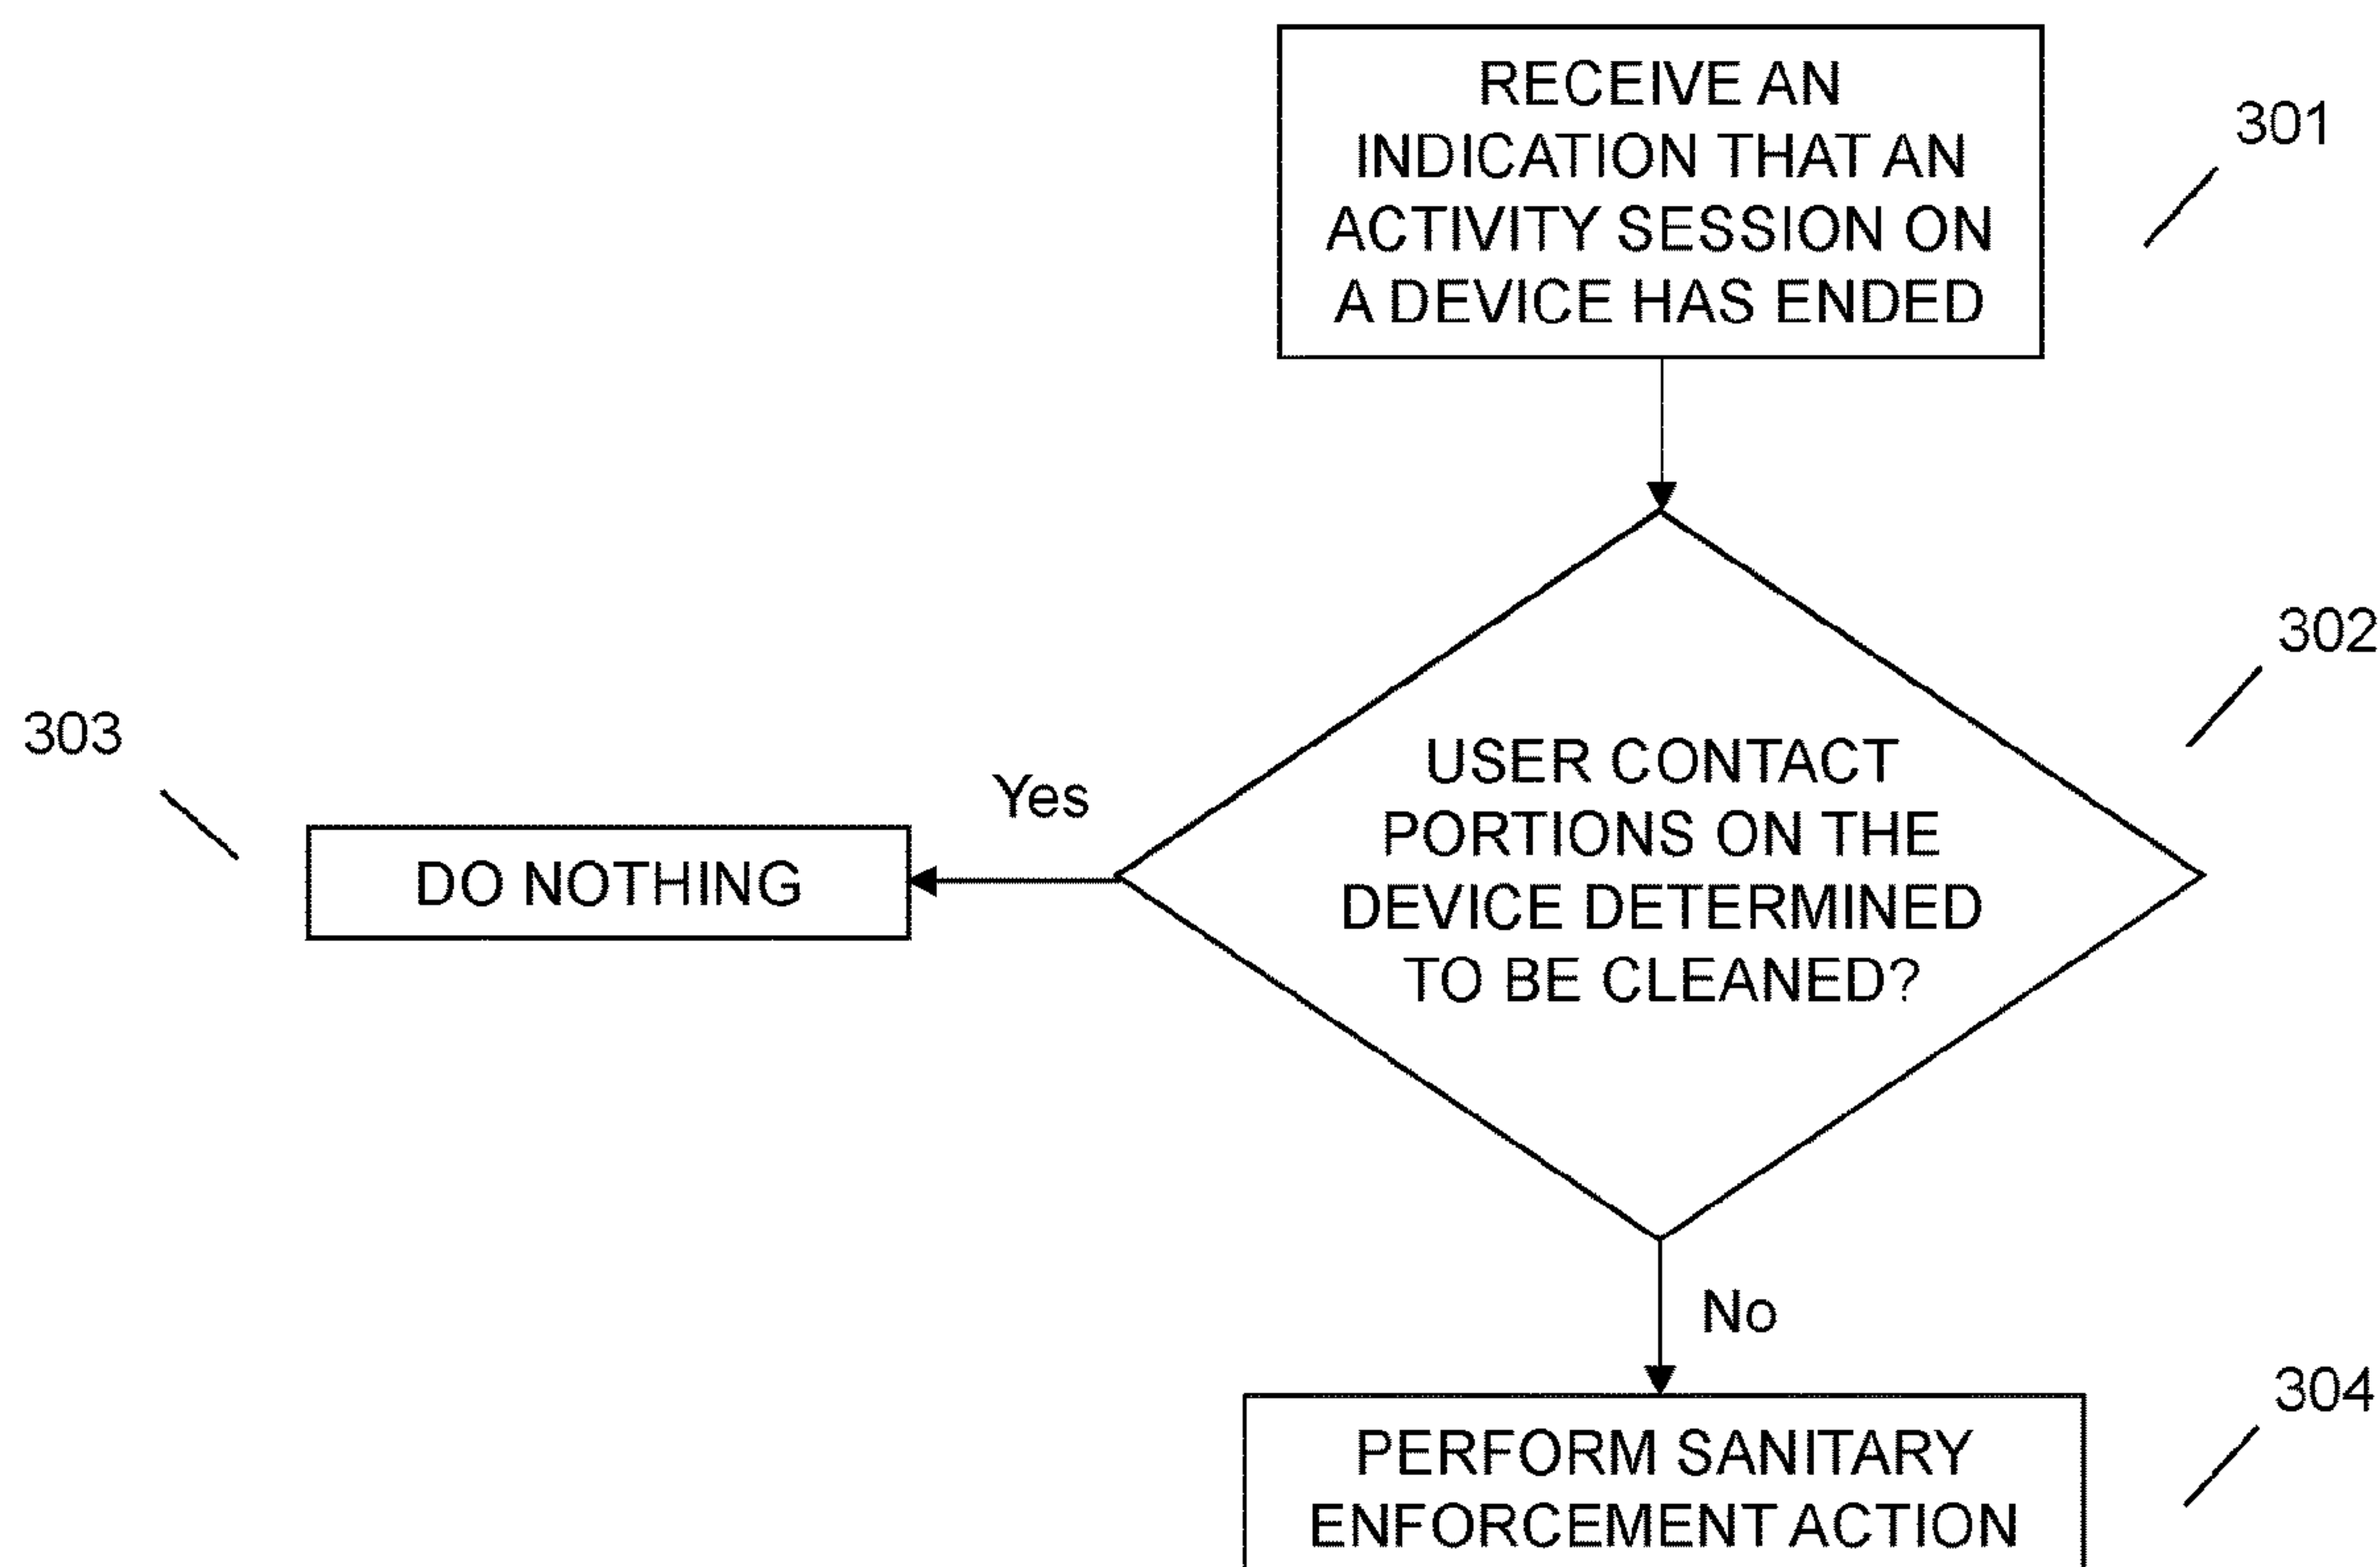 RECEIVE AN
INDICATION THAT AN
ACTIVITY SESSION ON
A DEVICE HAS ENDED
301
302
USER CONTACT
PORTIONS ON THE
DEVICE DETERMINED
TO BE CLEANED?
303
Yes
DO NOTHING
No
304
PERFORM SANITARY
ENFORCEMENT ACTION